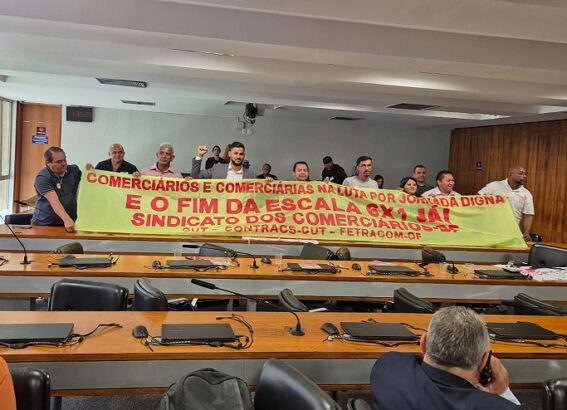 COMERCIÁRIOS E COMERCIÁRIAS NA LUTA POR JORNADA DIGNA
E O FIM DA ESCALA 6X1 JÁ!
SINDICATO DOS COMERCIÁRIOS-DF
CUT - CONTRACS-CUT - FETRACOM-DF